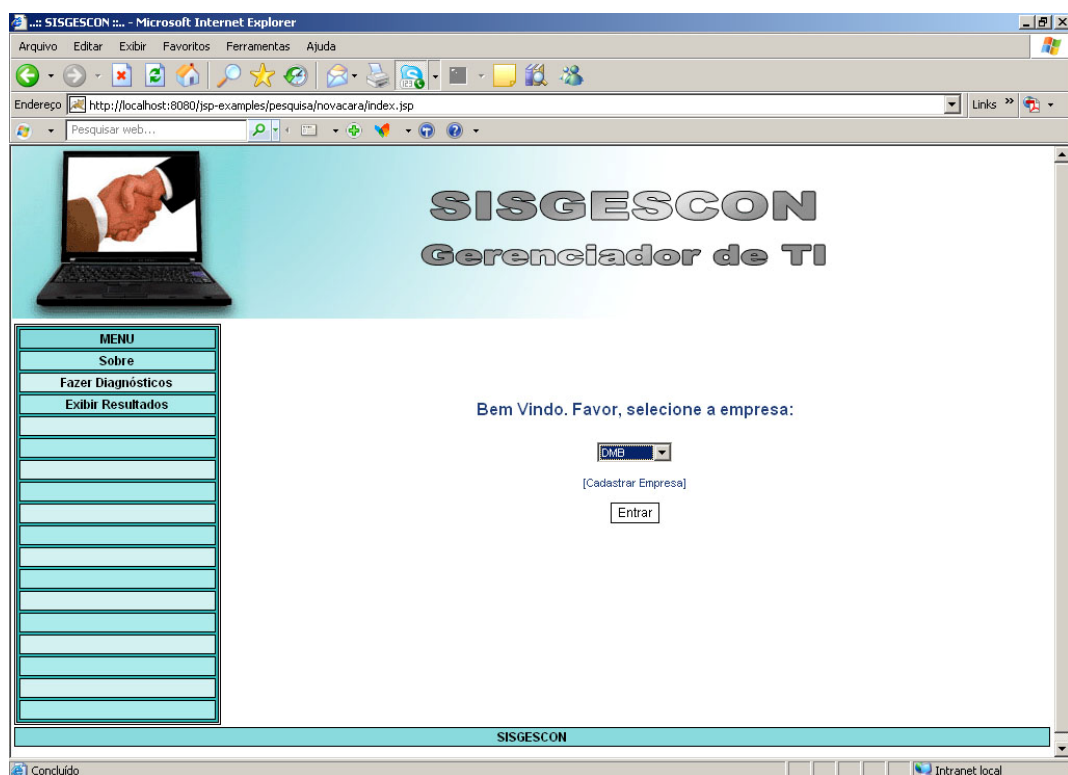 ..:: SISGESCON ::.. - Microsoft Internet Explorer
Arquivo Editar Exibir Favoritos Ferramentas Ajuda
Endereço http://localhost:8080/jsp-examples/pesquisa/novacara/index.jsp Links »
Pesquisar web...
SISGESCON
Gerenciador de TI
MENU
Sobre
Fazer Diagnósticos
Exibir Resultados
Bem Vindo. Favor, selecione a empresa:
DMB
[Cadastrar Empresa]
Entrar
SISGESCON
Concluído Intranet local